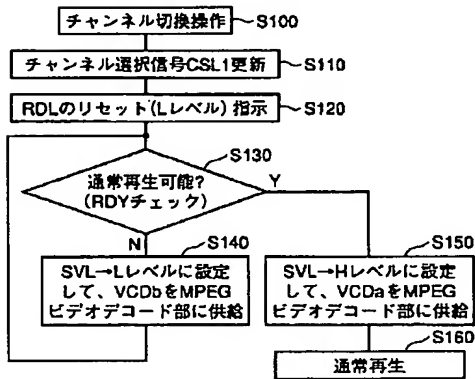 チャンネル切換操作
S100
チャンネル選択信号CSL1更新
S110
RDLのリセット(Lレベル)指示
S120
S130
通常再生可能?
(RDYチェック)
Y
N
S140
SVL→Lレベルに設定
して、VCDbをMPEG
ビデオデコード部に供給
S150
SVL→Hレベルに設定
して、VCDaをMPEG
ビデオデコード部に供給
S160
通常再生